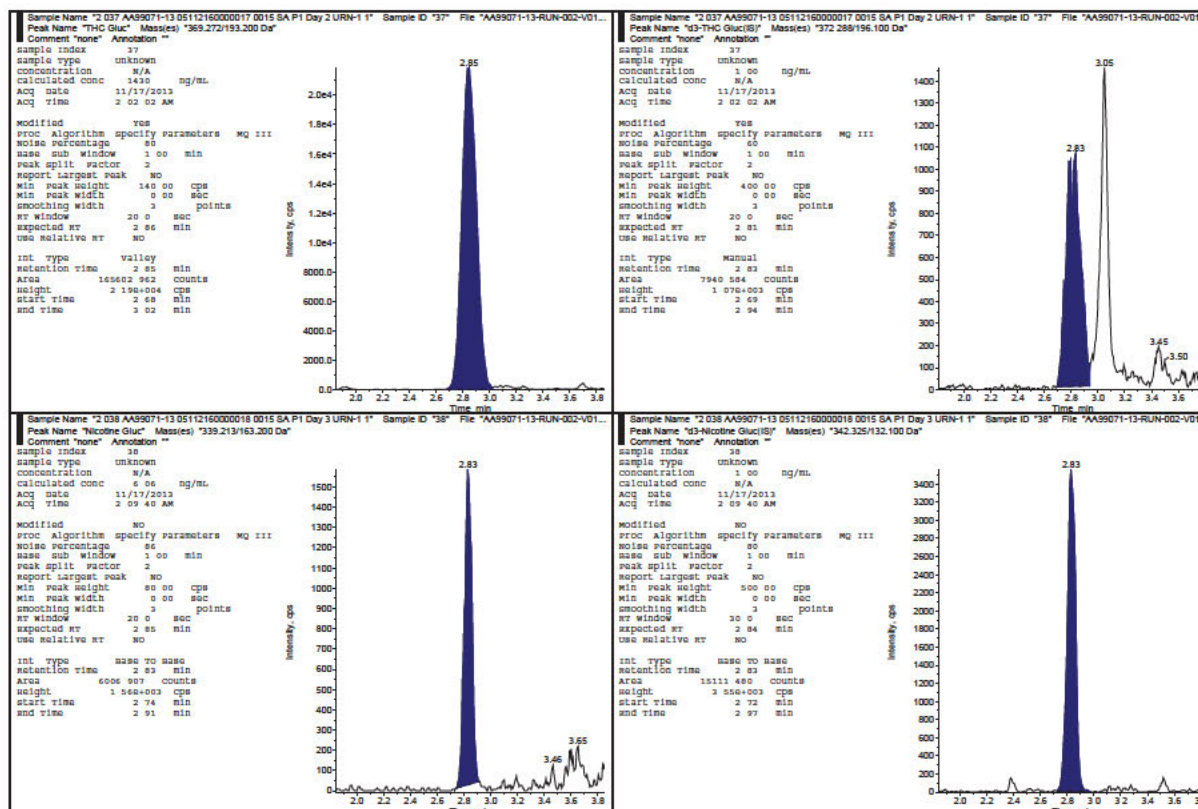 Sample Name "2 037 AA99071-13 05112160000017 0015 SA P1 Day 2 URN-1 1" Sample ID "37" File "AA99071-13-RUN-002-V01...
Peak Name "THC Gluc" Mass(es) "369.272/193.200 Da"
Comment "none" Annotation ""
Sample Index 37
Sample Type Unknown
Concentration N/A
Calculated Conc 1430 ng/mL
Acq Date 11/17/2013
Acq Time 2 02 02 AM
Modified Yes
Proc Algorithm Specify Parameters MQ III
Noise Percentage 80
Base Sub Window 1 00 min
Peak Split Factor 2
Report Largest Peak NO
Min Peak Height 140 00 cps
Min Peak Width 0 00 sec
Smoothing Width 3 points
RT Window 20 0 sec
Expected RT 2 86 min
Use Relative RT NO
Int Type Valley
Retention Time 2 85 min
Area 165602 962 counts
Height 2 19e+004 cps
Start Time 2 68 min
End Time 3 02 min
2.85
Intensity, cps
2.0e4
1.8e4
1.6e4
1.4e4
1.2e4
1.0e4
8000.0
6000.0
4000.0
2000.0
0.0
2.0 2.2 2.4 2.6 2.8 3.0 3.2 3.4 3.6 3.8
Time, min
Sample Name "2 037 AA99071-13 05112160000017 0015 SA P1 Day 2 URN-1 1" Sample ID "37" File "AA99071-13-RUN-002-V01...
Peak Name "d3-THC Gluc(IS)" Mass(es) "372.288/196.100 Da"
Comment "none" Annotation ""
Sample Index 37
Sample Type Unknown
Concentration 1 00 ng/mL
Calculated Conc N/A
Acq Date 11/17/2013
Acq Time 2 02 02 AM
Modified Yes
Proc Algorithm Specify Parameters MQ III
Noise Percentage 60
Base Sub Window 1 00 min
Peak Split Factor 2
Report Largest Peak NO
Min Peak Height 400 00 cps
Min Peak Width 0 00 sec
Smoothing Width 3 points
RT Window 20 0 sec
Expected RT 2 81 min
Use Relative RT NO
Int Type Manual
Retention Time 2 83 min
Area 7940 584 counts
Height 1 07e+003 cps
Start Time 2 69 min
End Time 2 94 min
3.05
2.83
3.45
3.50
Intensity, cps
1400
1300
1200
1100
1000
900
800
700
600
500
400
300
200
100
0
2.0 2.2 2.4 2.6 2.8 3.0 3.2 3.4 3.6
Time, min
Sample Name "2 038 AA99071-13 05112160000018 0015 SA P1 Day 3 URN-1 1" Sample ID "38" File "AA99071-13-RUN-002-V01...
Peak Name "Nicotine Gluc" Mass(es) "339.213/163.200 Da"
Comment "none" Annotation ""
Sample Index 38
Sample Type Unknown
Concentration N/A
Calculated Conc 6 06 ng/mL
Acq Date 11/17/2013
Acq Time 2 09 40 AM
Modified NO
Proc Algorithm Specify Parameters MQ III
Noise Percentage 86
Base Sub Window 1 00 min
Peak Split Factor 2
Report Largest Peak NO
Min Peak Height 80 00 cps
Min Peak Width 0 00 sec
Smoothing Width 3 points
RT Window 20 0 sec
Expected RT 2 85 min
Use Relative RT NO
Int Type Base To Base
Retention Time 2 83 min
Area 6006 907 counts
Height 1 56e+003 cps
Start Time 2 74 min
End Time 2 91 min
2.83
3.46
3.65
Intensity, cps
1500
1400
1300
1200
1100
1000
900
800
700
600
500
400
300
200
100
0
2.0 2.2 2.4 2.6 2.8 3.0 3.2 3.4 3.6 3.8
Sample Name "2 038 AA99071-13 05112160000018 0015 SA P1 Day 3 URN-1 1" Sample ID "38" File "AA99071-13-RUN-002-V01...
Peak Name "d3-Nicotine Gluc(IS)" Mass(es) "342.325/132.100 Da"
Comment "none" Annotation ""
Sample Index 38
Sample Type Unknown
Concentration 1 00 ng/mL
Calculated Conc N/A
Acq Date 11/17/2013
Acq Time 2 09 40 AM
Modified NO
Proc Algorithm Specify Parameters MQ III
Noise Percentage 80
Base Sub Window 1 00 min
Peak Split Factor 2
Report Largest Peak NO
Min Peak Height 500 00 cps
Min Peak Width 0 00 sec
Smoothing Width 3 points
RT Window 30 0 sec
Expected RT 2 84 min
Use Relative RT NO
Int Type Base To Base
Retention Time 2 83 min
Area 15111 480 counts
Height 3 55e+003 cps
Start Time 2 72 min
End Time 2 97 min
2.83
Intensity, cps
3400
3200
3000
2800
2600
2400
2200
2000
1800
1600
1400
1200
1000
800
600
400
200
0
2.0 2.2 2.4 2.6 2.8 3.0 3.2 3.4 3.6